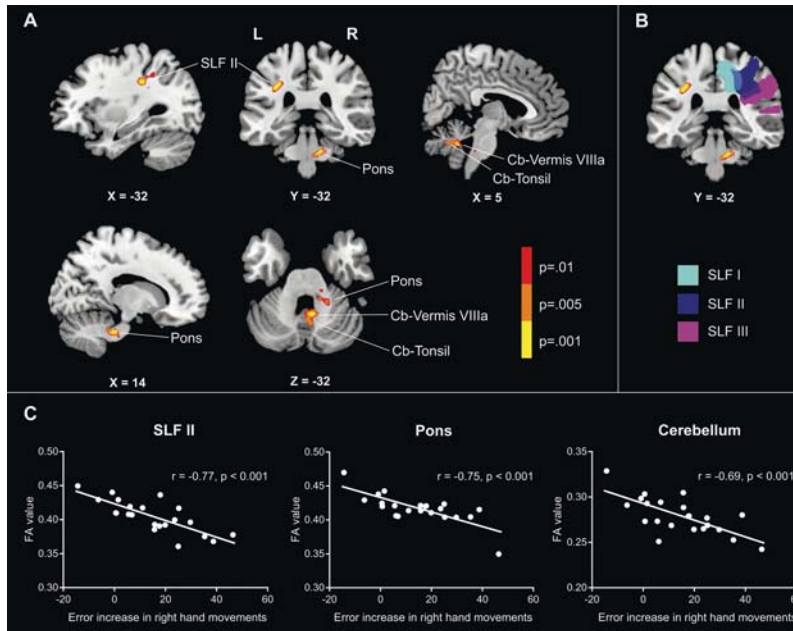 A
B
L R
SLF II
Pons
Cb-Vermis VIIIa
Cb-Tonsil
X = -32
Y = -32
X = 5
Y = -32
Pons
Pons
Cb-Vermis VIIIa
Cb-Tonsil
X = 14
Z = -32
p=.01
p=.005
p=.001
SLF I
SLF II
SLF III
C
SLF II
Pons
Cerebellum
r = -0.77, p < 0.001
r = -0.75, p < 0.001
r = -0.69, p < 0.001
FA value
0.50
0.45
0.40
0.35
0.30
-20 0 20 40 60
Error increase in right hand movements
FA value
0.50
0.45
0.40
0.35
0.30
-20 0 20 40 60
Error increase in right hand movements
FA value
0.35
0.30
0.25
0.20
-20 0 20 40 60
Error increase in right hand movements